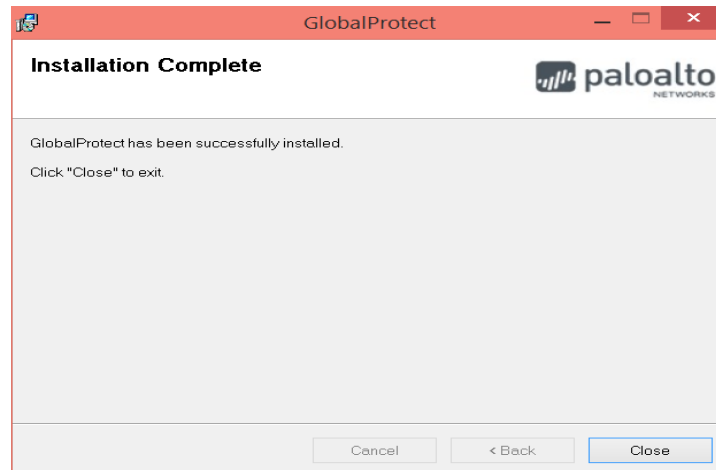 GlobalProtect
Installation Complete
paloalto
NETWORKS
GlobalProtect has been successfully installed.
Click "Close" to exit.
Cancel
< Back
Close